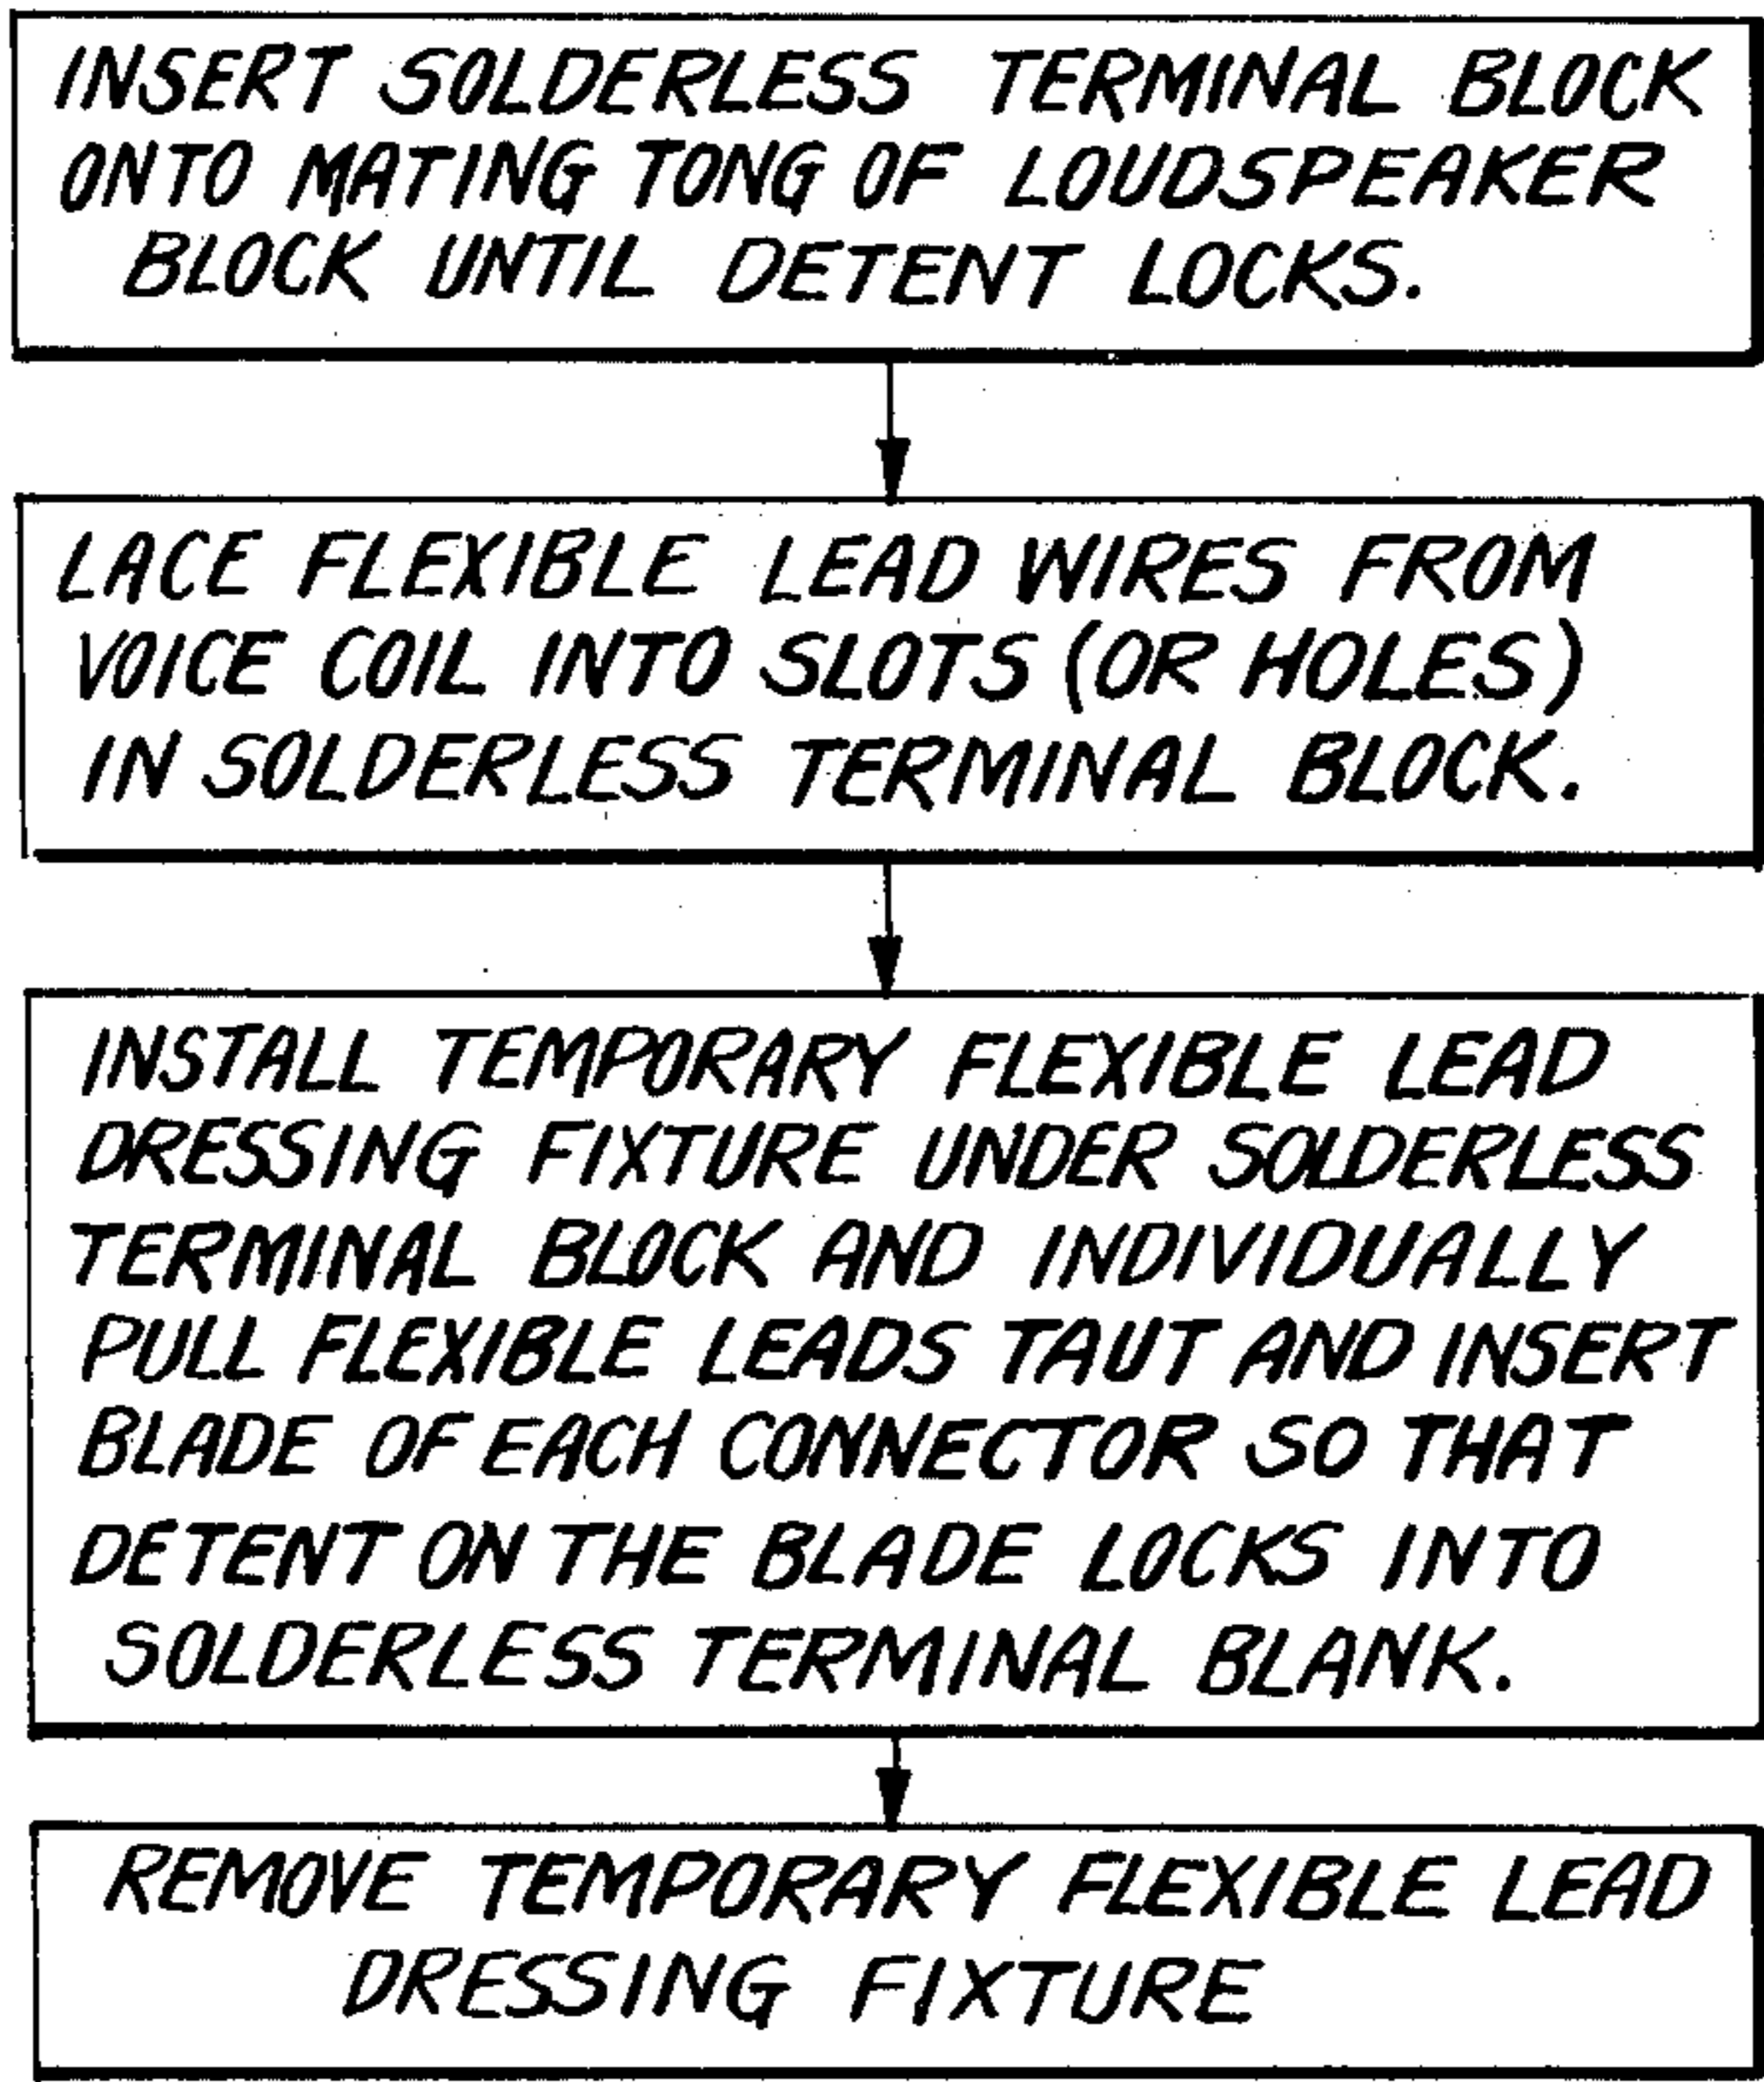 INSERT SOLDERLESS TERMINAL BLOCK
ONTO MATING TONG OF LOUDSPEAKER
BLOCK UNTIL DETENT LOCKS.
LACE FLEXIBLE LEAD WIRES FROM
VOICE COIL INTO SLOTS (OR HOLES)
IN SOLDERLESS TERMINAL BLOCK.
INSTALL TEMPORARY FLEXIBLE LEAD
DRESSING FIXTURE UNDER SOLDERLESS
TERMINAL BLOCK AND INDIVIDUALLY
PULL FLEXIBLE LEADS TAUT AND INSERT
BLADE OF EACH CONNECTOR SO THAT
DETENT ON THE BLADE LOCKS INTO
SOLDERLESS TERMINAL BLANK.
REMOVE TEMPORARY FLEXIBLE LEAD
DRESSING FIXTURE